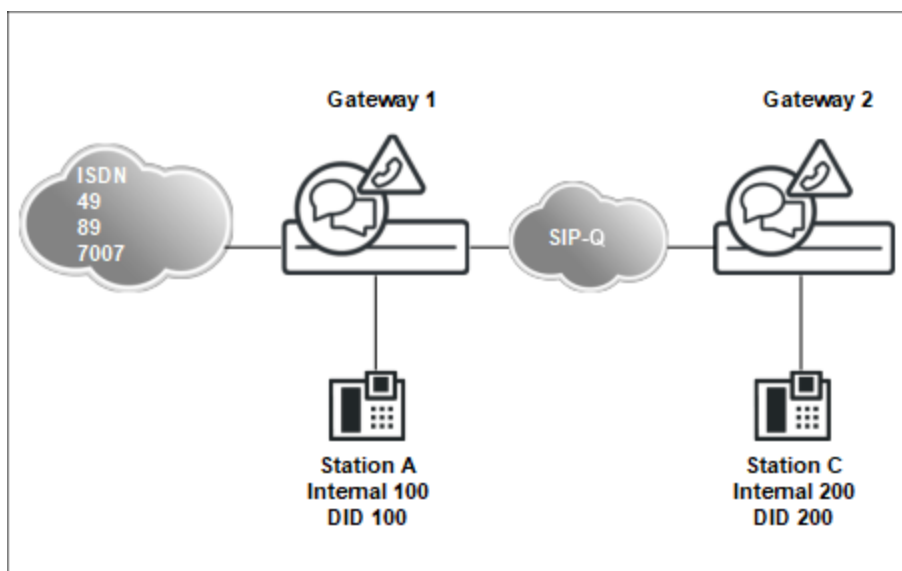 Gateway 1
Gateway 2
ISDN
49
89
7007
SIP-Q
Station A
Internal 100
DID 100
Station C
Internal 200
DID 200